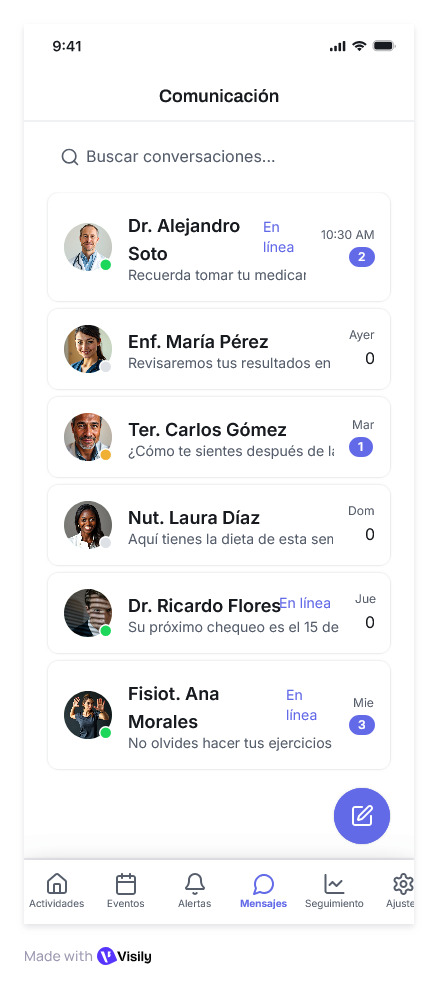 9:41
Comunicación
Buscar conversaciones...
Dr. Alejandro
Soto
En
línea
10:30 AM
2
Recuerda tomar tu medicar
Enf. María Pérez
Ayer
Revisaremos tus resultados en
0
Ter. Carlos Gómez
Mar
¿Cómo te sientes después de la
1
Nut. Laura Díaz
Dom
Aquí tienes la dieta de esta sem
0
Dr. Ricardo Flores
En línea
Jue
Su próximo chequeo es el 15 de
0
Fisiot. Ana
Morales
En
línea
Mie
3
No olvides hacer tus ejercicios
Actividades Eventos Alertas Mensajes Seguimiento Ajuste
Made with Visily